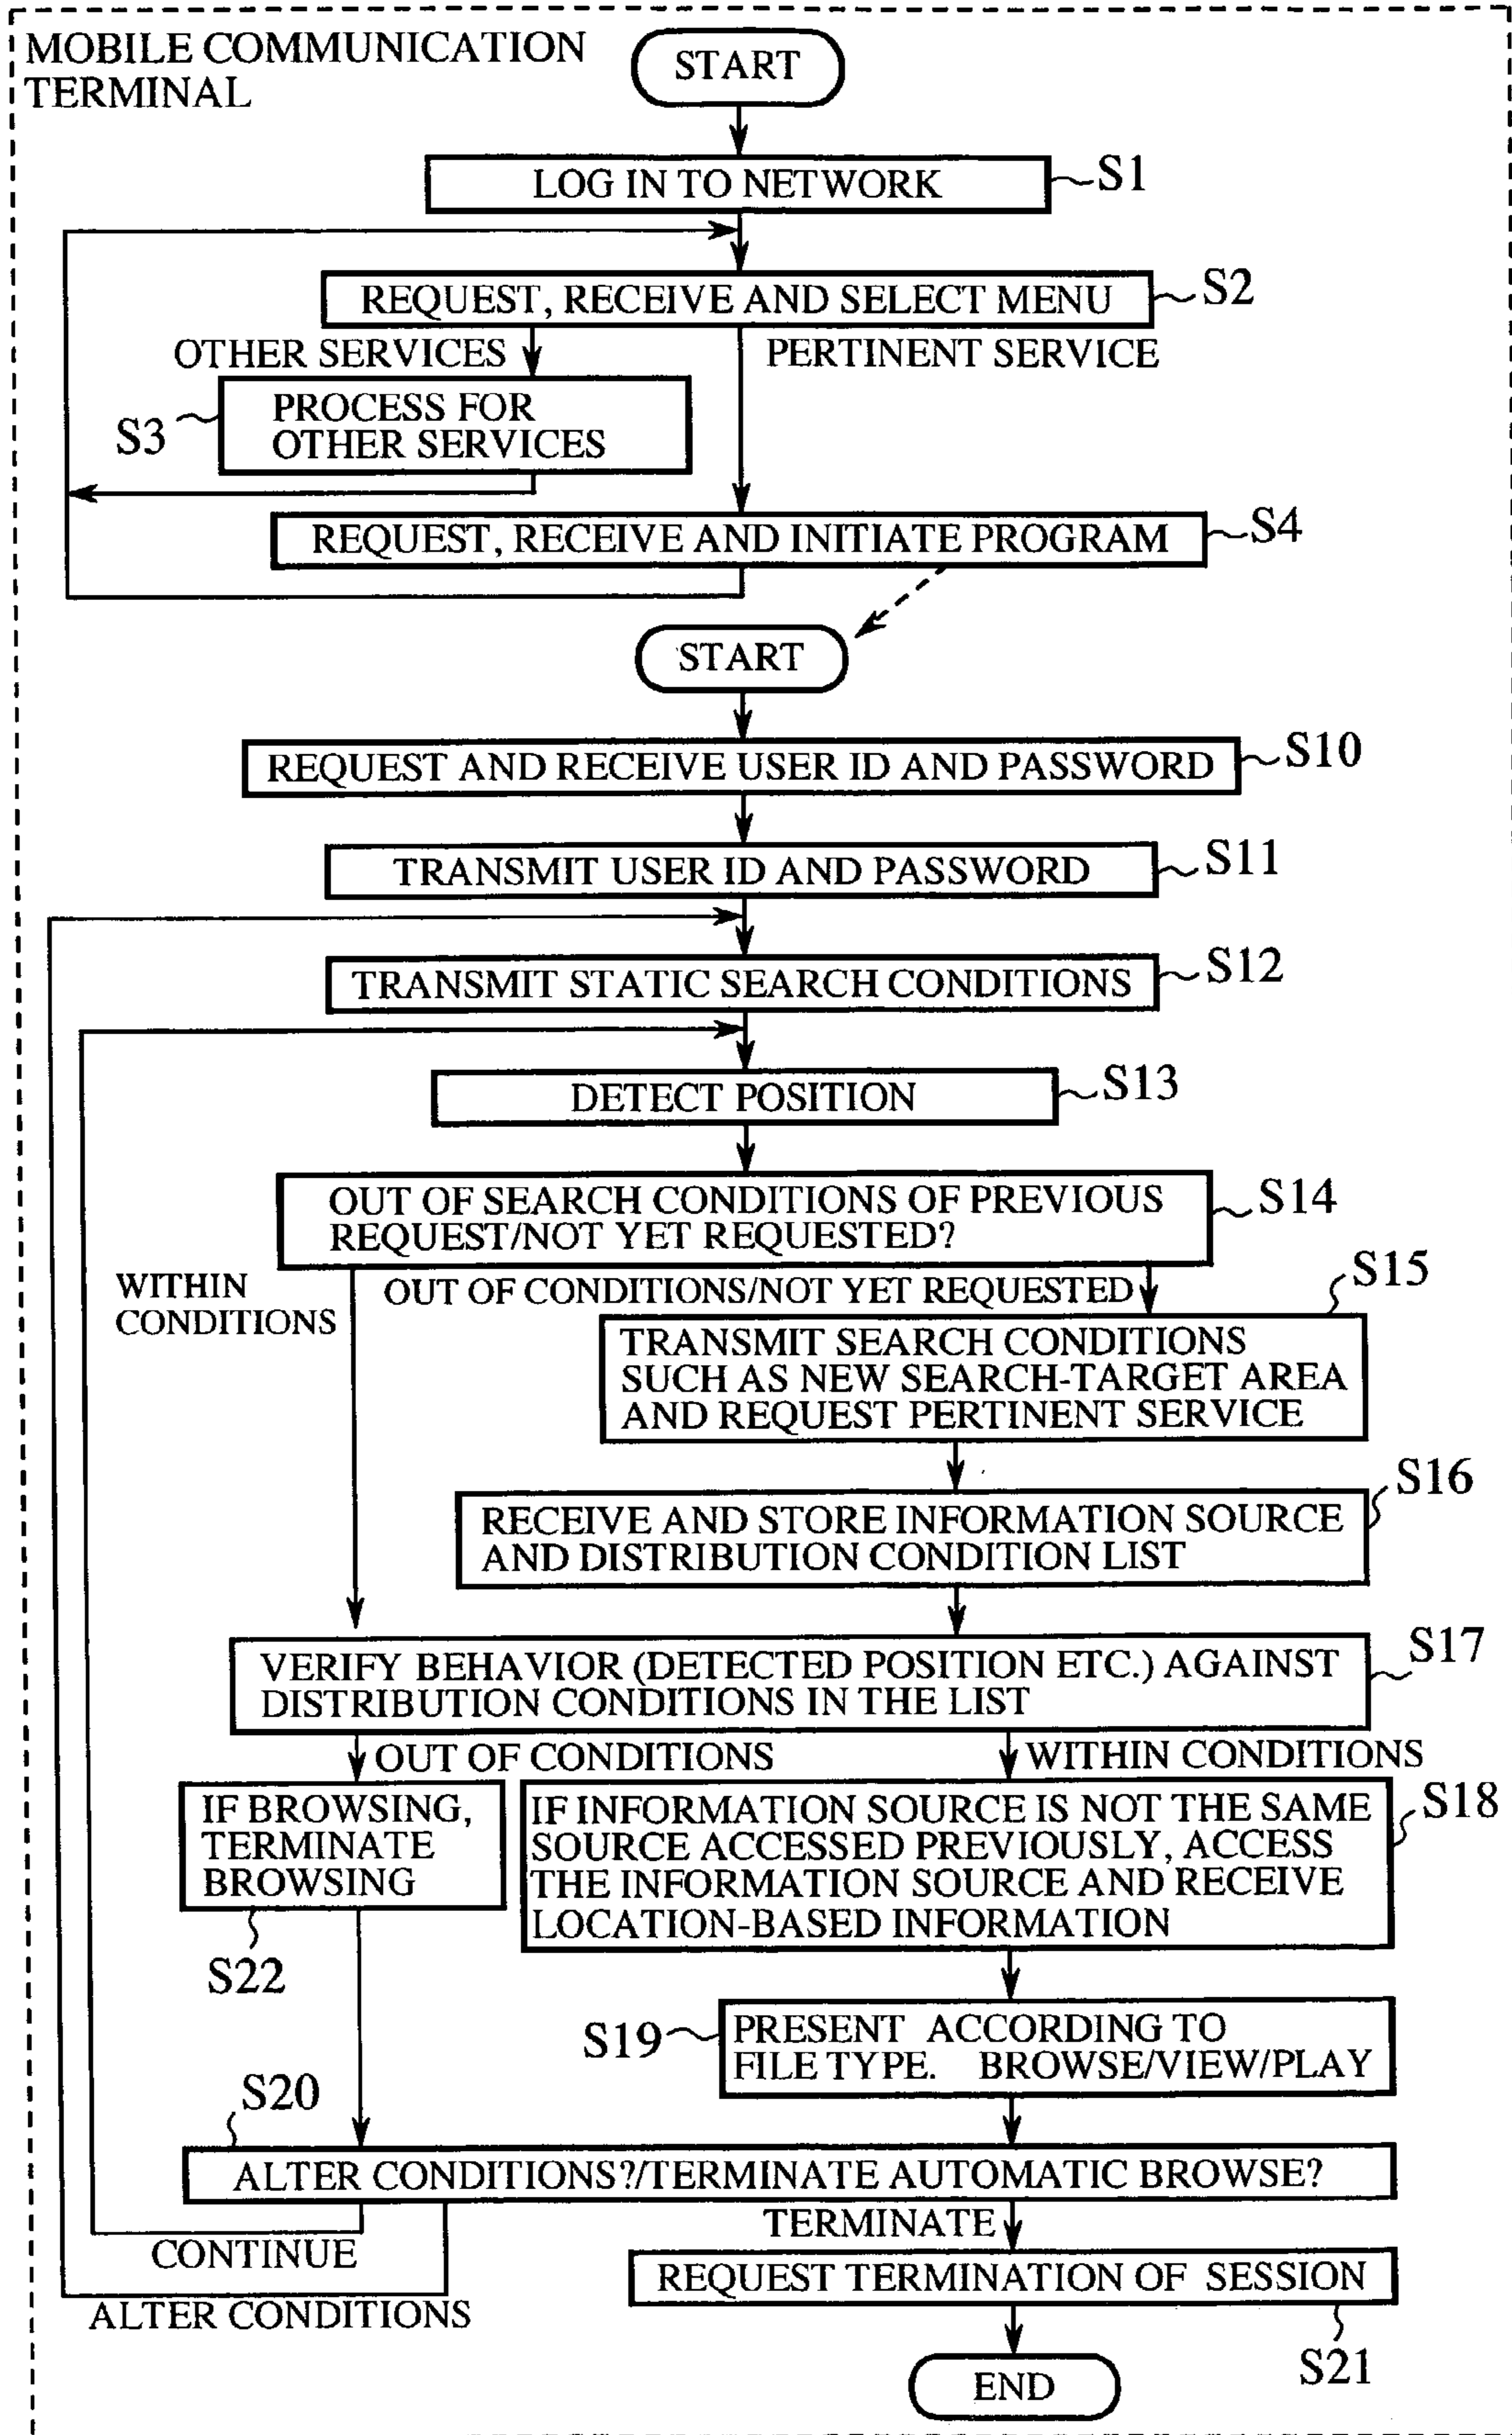 MOBILE COMMUNICATION
TERMINAL
START
LOG IN TO NETWORK
S1
REQUEST, RECEIVE AND SELECT MENU
S2
OTHER SERVICES
PERTINENT SERVICE
PROCESS FOR
OTHER SERVICES
S3
REQUEST, RECEIVE AND INITIATE PROGRAM
S4
START
REQUEST AND RECEIVE USER ID AND PASSWORD
S10
TRANSMIT USER ID AND PASSWORD
S11
TRANSMIT STATIC SEARCH CONDITIONS
S12
DETECT POSITION
S13
OUT OF SEARCH CONDITIONS OF PREVIOUS
REQUEST/NOT YET REQUESTED?
S14
WITHIN
CONDITIONS
OUT OF CONDITIONS/NOT YET REQUESTED
S15
TRANSMIT SEARCH CONDITIONS
SUCH AS NEW SEARCH-TARGET AREA
AND REQUEST PERTINENT SERVICE
S16
RECEIVE AND STORE INFORMATION SOURCE
AND DISTRIBUTION CONDITION LIST
S17
VERIFY BEHAVIOR (DETECTED POSITION ETC.) AGAINST
DISTRIBUTION CONDITIONS IN THE LIST
OUT OF CONDITIONS
WITHIN CONDITIONS
IF BROWSING,
TERMINATE
BROWSING
S22
IF INFORMATION SOURCE IS NOT THE SAME
SOURCE ACCESSED PREVIOUSLY, ACCESS
THE INFORMATION SOURCE AND RECEIVE
LOCATION-BASED INFORMATION
S18
S19
PRESENT ACCORDING TO
FILE TYPE. BROWSE/VIEW/PLAY
S20
ALTER CONDITIONS?/TERMINATE AUTOMATIC BROWSE?
CONTINUE
TERMINATE
ALTER CONDITIONS
REQUEST TERMINATION OF SESSION
S21
END